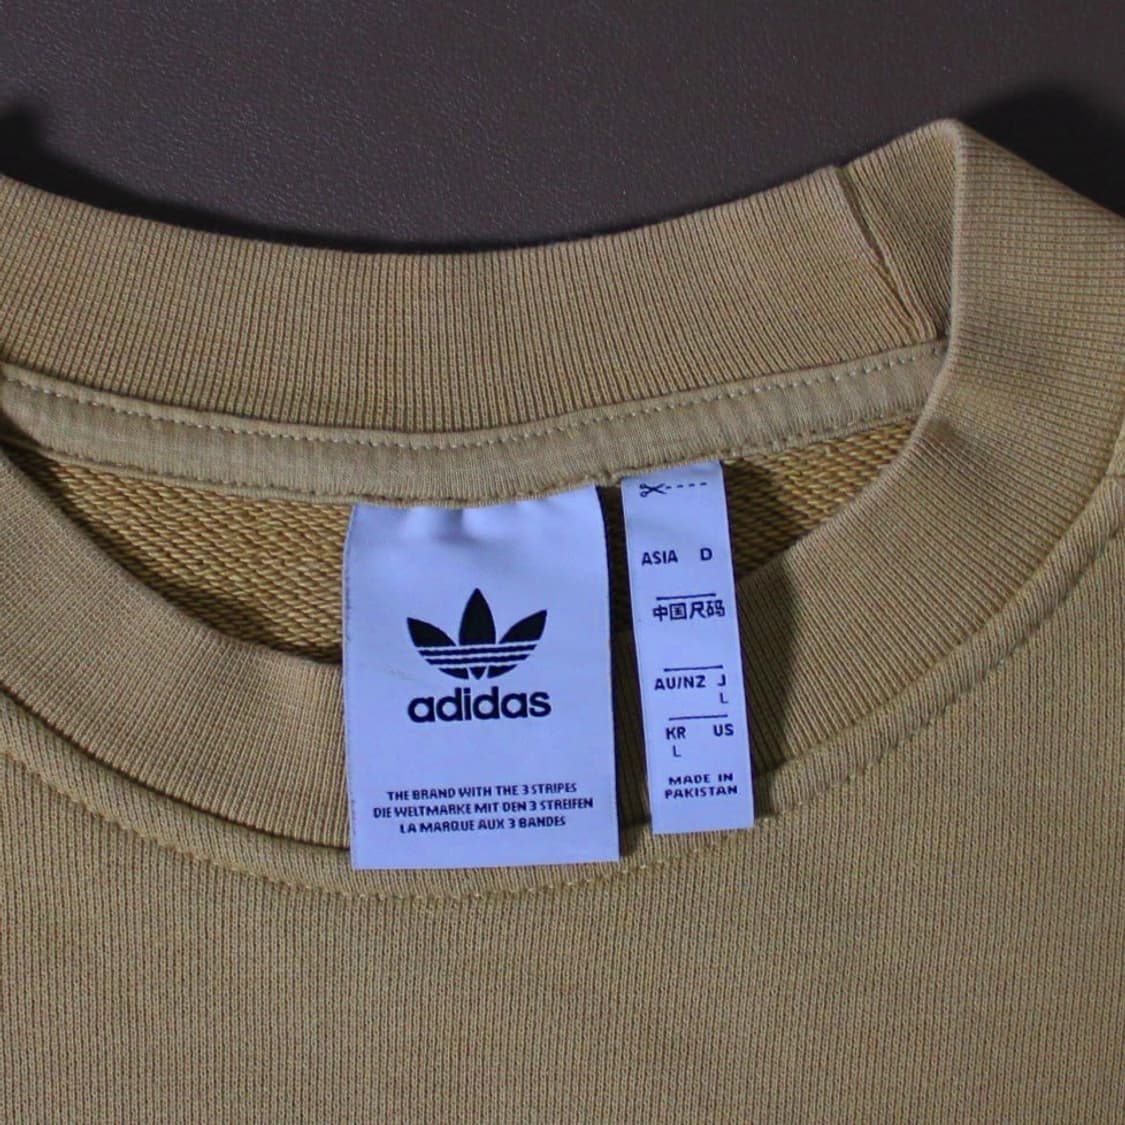 adidas
THE BRAND WITH THE 3 STRIPES
DIE WELTMARKE MIT DEN 3 STREIFEN
LA MARQUE AUX 3 BANDES
ASIA D
中国尺码
AU/NZ J
L
KR US
L
MADE IN
PAKISTAN